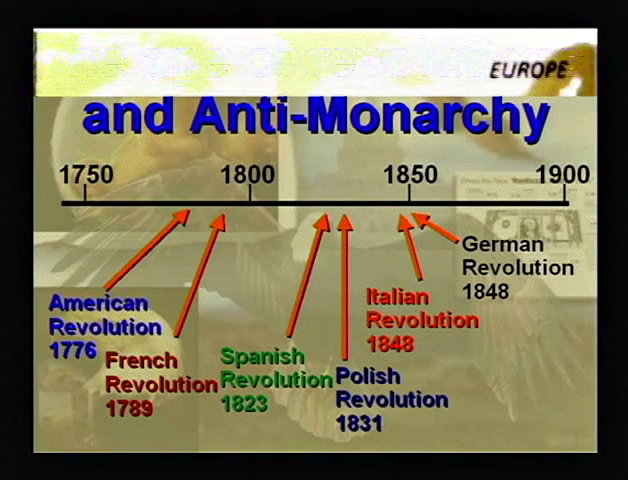 EUROPE
and Anti-Monarchy
1750 1800 1850 1900
German
Revolution
1848
Italian
Revolution
1848
American
Revolution
1776
French
Revolution
1789
Spanish
Revolution
1823
Polish
Revolution
1831